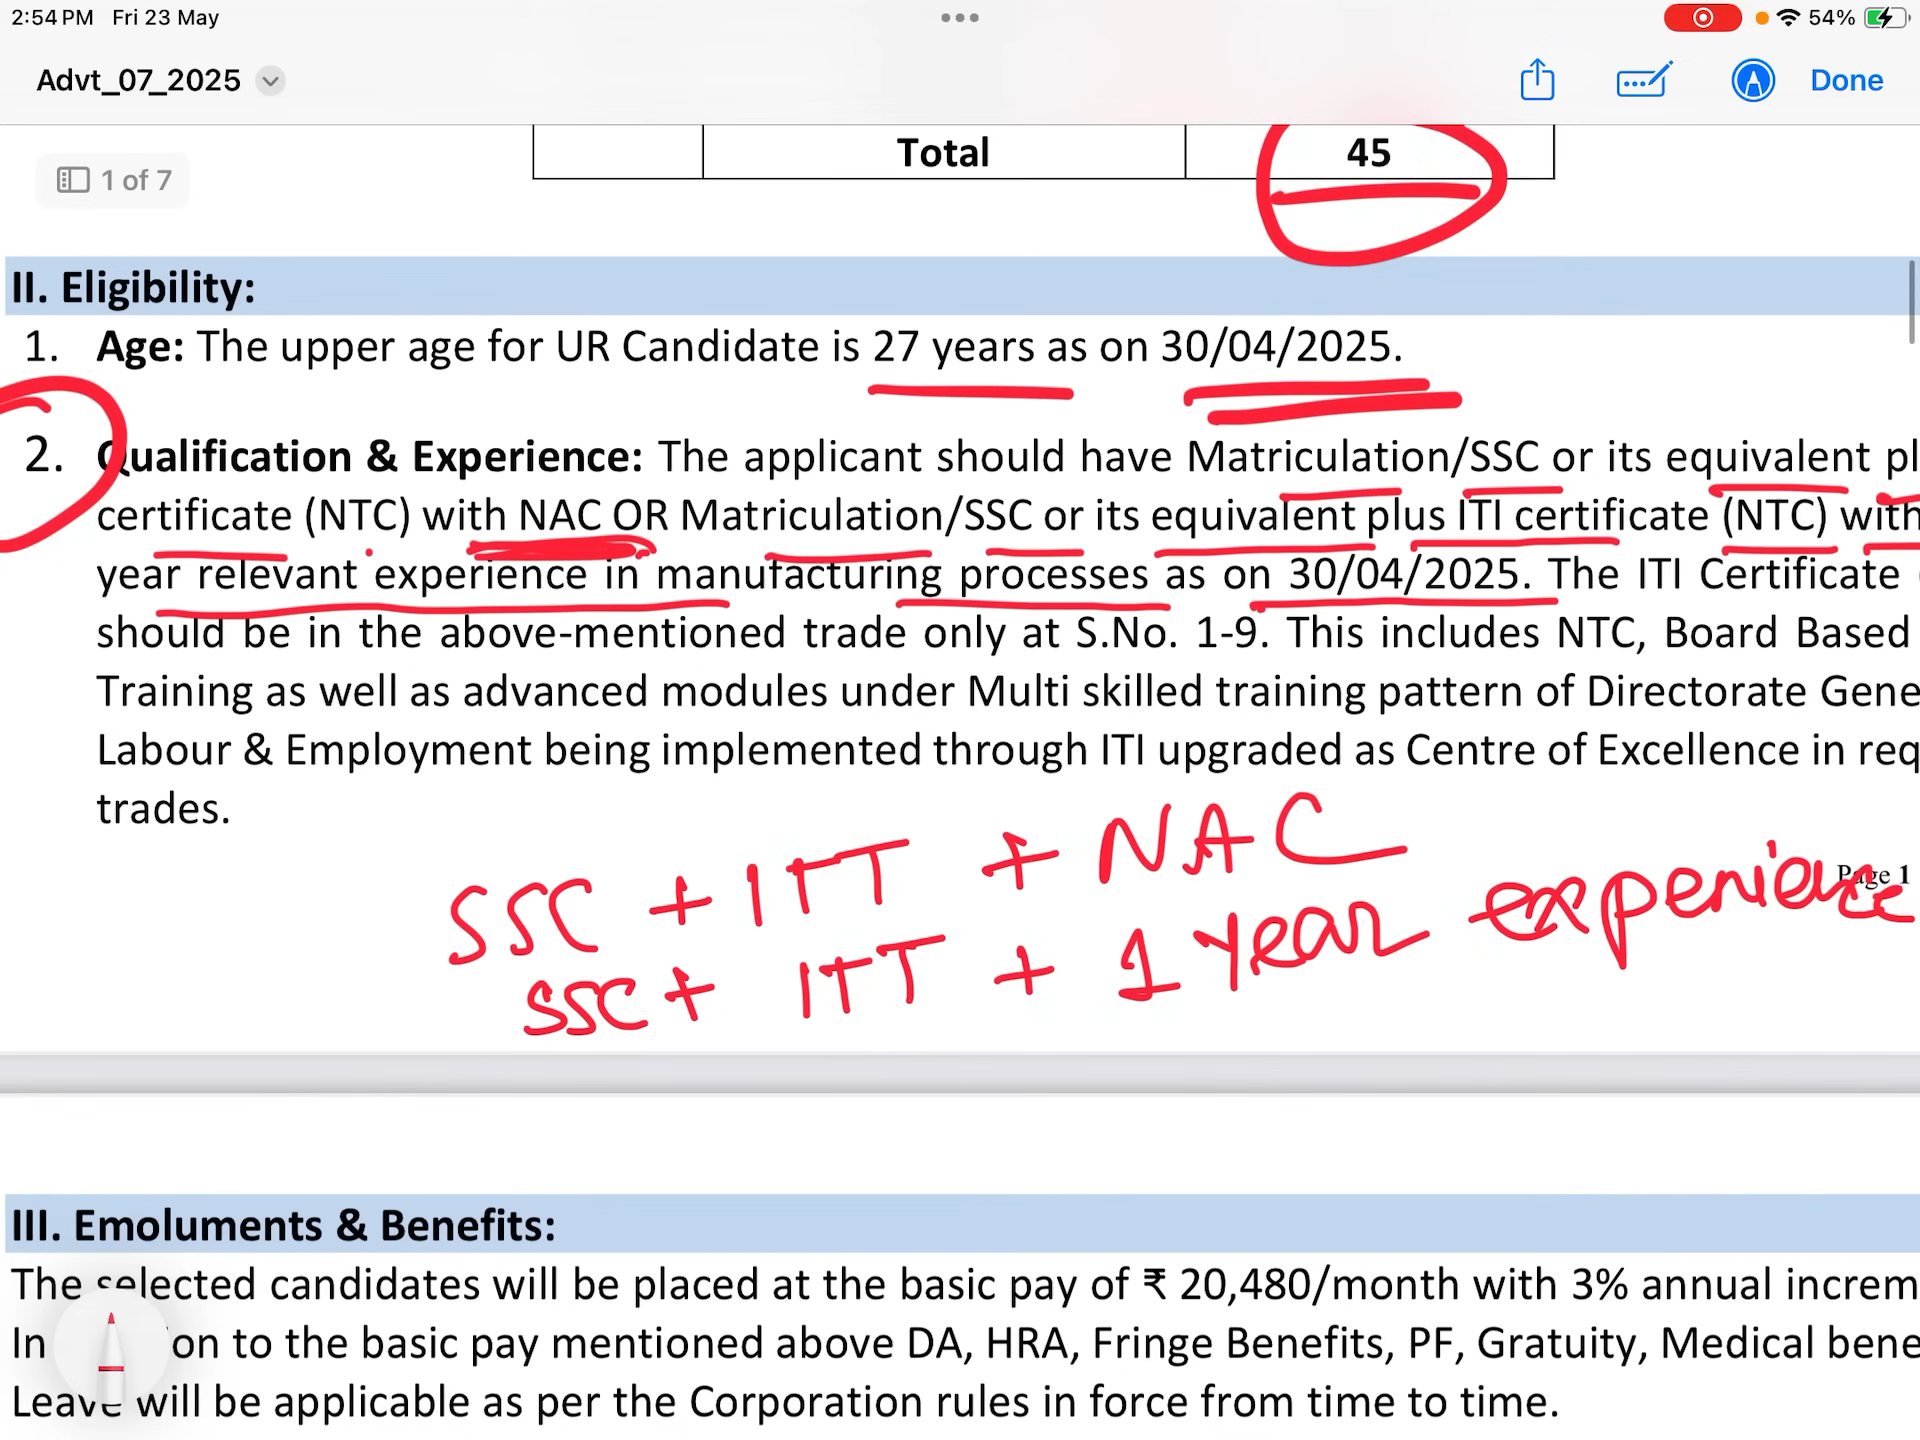 2:54 PM Fri 23 May
54%
Advt_07_2025
Done
Total 45
1 of 7
II. Eligibility:
1. Age: The upper age for UR Candidate is 27 years as on 30/04/2025.
2. Qualification & Experience: The applicant should have Matriculation/SSC or its equivalent pl
certificate (NTC) with NAC OR Matriculation/SSC or its equivalent plus ITI certificate (NTC) with
year relevant experience in manufacturing processes as on 30/04/2025. The ITI Certificate
should be in the above-mentioned trade only at S.No. 1-9. This includes NTC, Board Based
Training as well as advanced modules under Multi skilled training pattern of Directorate Gene
Labour & Employment being implemented through ITI upgraded as Centre of Excellence in req
trades.
SSC + ITI + NAC
Page 1
SSC + ITI + 1 year experience
III. Emoluments & Benefits:
The selected candidates will be placed at the basic pay of ₹ 20,480/month with 3% annual increm
In on to the basic pay mentioned above DA, HRA, Fringe Benefits, PF, Gratuity, Medical bene
Leave will be applicable as per the Corporation rules in force from time to time.